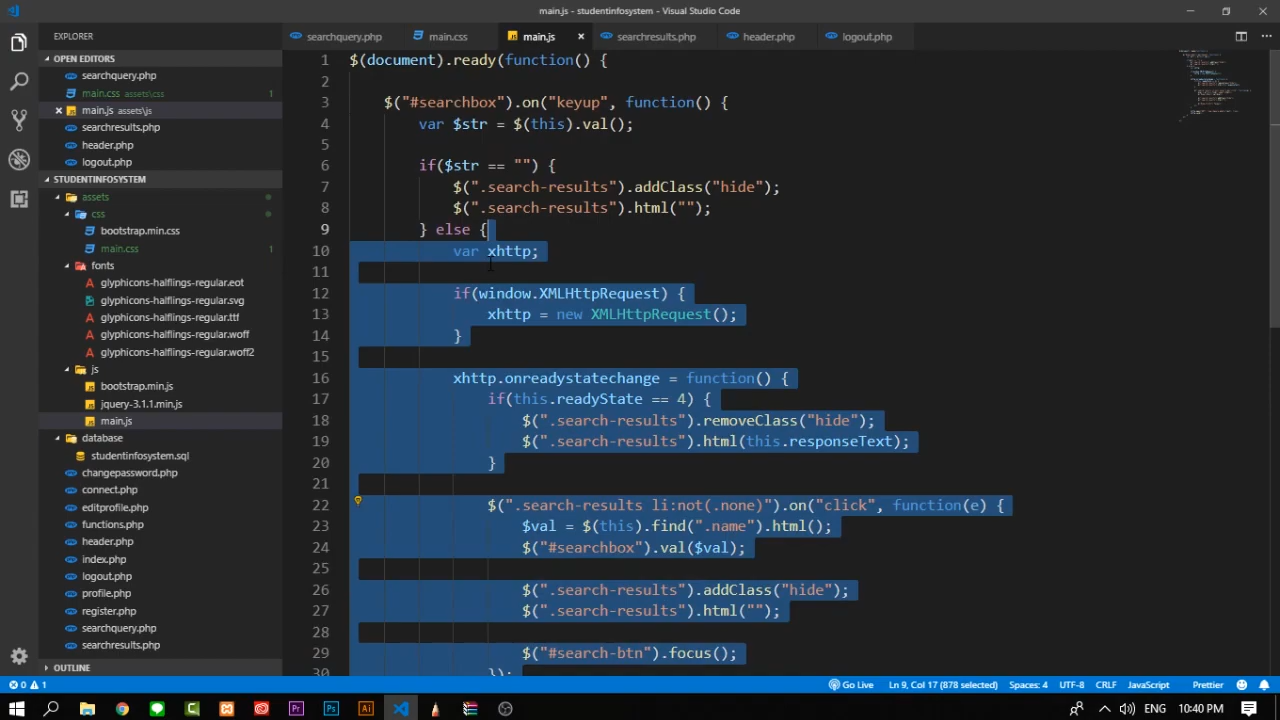 main.js - studentinfosystem - Visual Studio Code
EXPLORER
OPEN EDITORS
searchquery.php
main.css assets\css 1
main.js assets\js
searchresults.php
header.php
logout.php
STUDENTINFOSYSTEM
assets
css
bootstrap.min.css
main.css 1
fonts
glyphicons-halflings-regular.eot
glyphicons-halflings-regular.svg
glyphicons-halflings-regular.ttf
glyphicons-halflings-regular.woff
glyphicons-halflings-regular.woff2
js
bootstrap.min.js
jquery-3.1.1.min.js
main.js
database
studentinfosystem.sql
changepassword.php
connect.php
editprofile.php
functions.php
header.php
index.php
logout.php
profile.php
register.php
searchquery.php
searchresults.php
OUTLINE
searchquery.php main.css main.js searchresults.php header.php logout.php
1 $(document).ready(function() {
2
3 $("#searchbox").on("keyup", function() {
4 var $str = $(this).val();
5
6 if($str == "") {
7 $(".search-results").addClass("hide");
8 $(".search-results").html("");
9 } else {
10 var xhttp;
11
12 if(window.XMLHttpRequest) {
13 xhttp = new XMLHttpRequest();
14 }
15
16 xhttp.onreadystatechange = function() {
17 if(this.readyState == 4) {
18 $(".search-results").removeClass("hide");
19 $(".search-results").html(this.responseText);
20 }
21
22 $(".search-results li:not(.none)").on("click", function(e) {
23 $val = $(this).find(".name").html();
24 $("#searchbox").val($val);
25
26 $(".search-results").addClass("hide");
27 $(".search-results").html("");
28
29 $("#search-btn").focus();
30 });
0 1 Go Live Ln 9, Col 17 (878 selected) Spaces: 4 UTF-8 CRLF JavaScript Prettier
Pr Ps Ai 10:40 PM